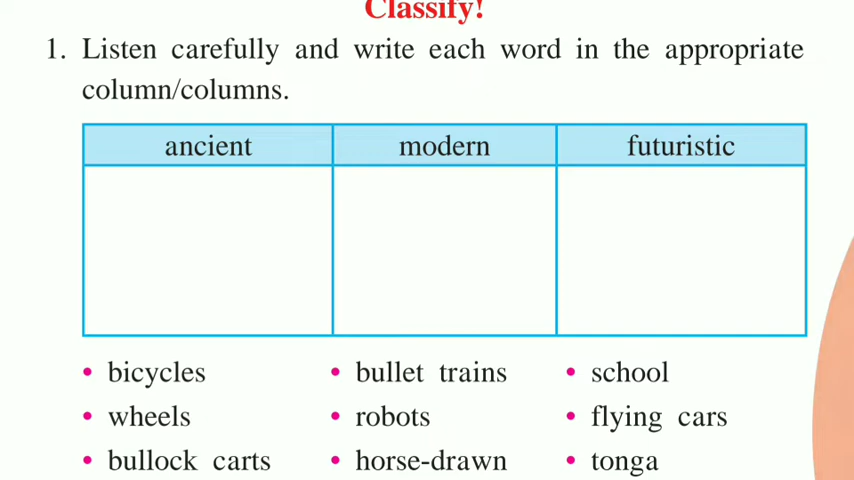 Classify!
1. Listen carefully and write each word in the appropriate
column/columns.
ancient modern futuristic
• bicycles • bullet trains • school
• wheels • robots • flying cars
• bullock carts • horse-drawn • tonga